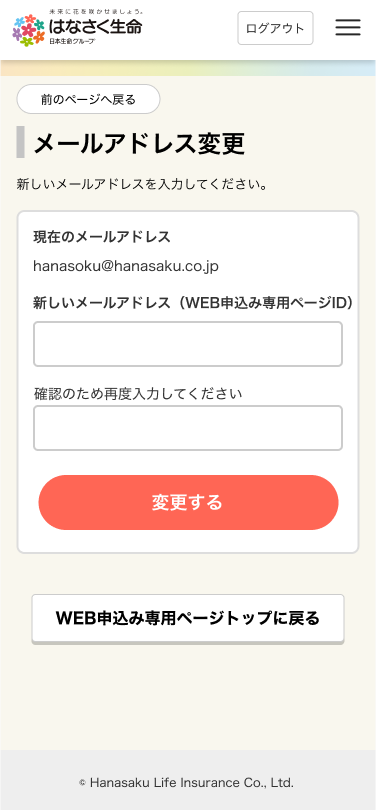 未来に花を咲かせましょう。
はなさく生命
日本生命グループ
ログアウト
前のページへ戻る
メールアドレス変更
新しいメールアドレスを入力してください。
現在のメールアドレス
hanasoku@hanasaku.co.jp
新しいメールアドレス（WEB申込み専用ページID）
確認のため再度入力してください
変更する
WEB申込み専用ページトップに戻る
© Hanasaku Life Insurance Co., Ltd.